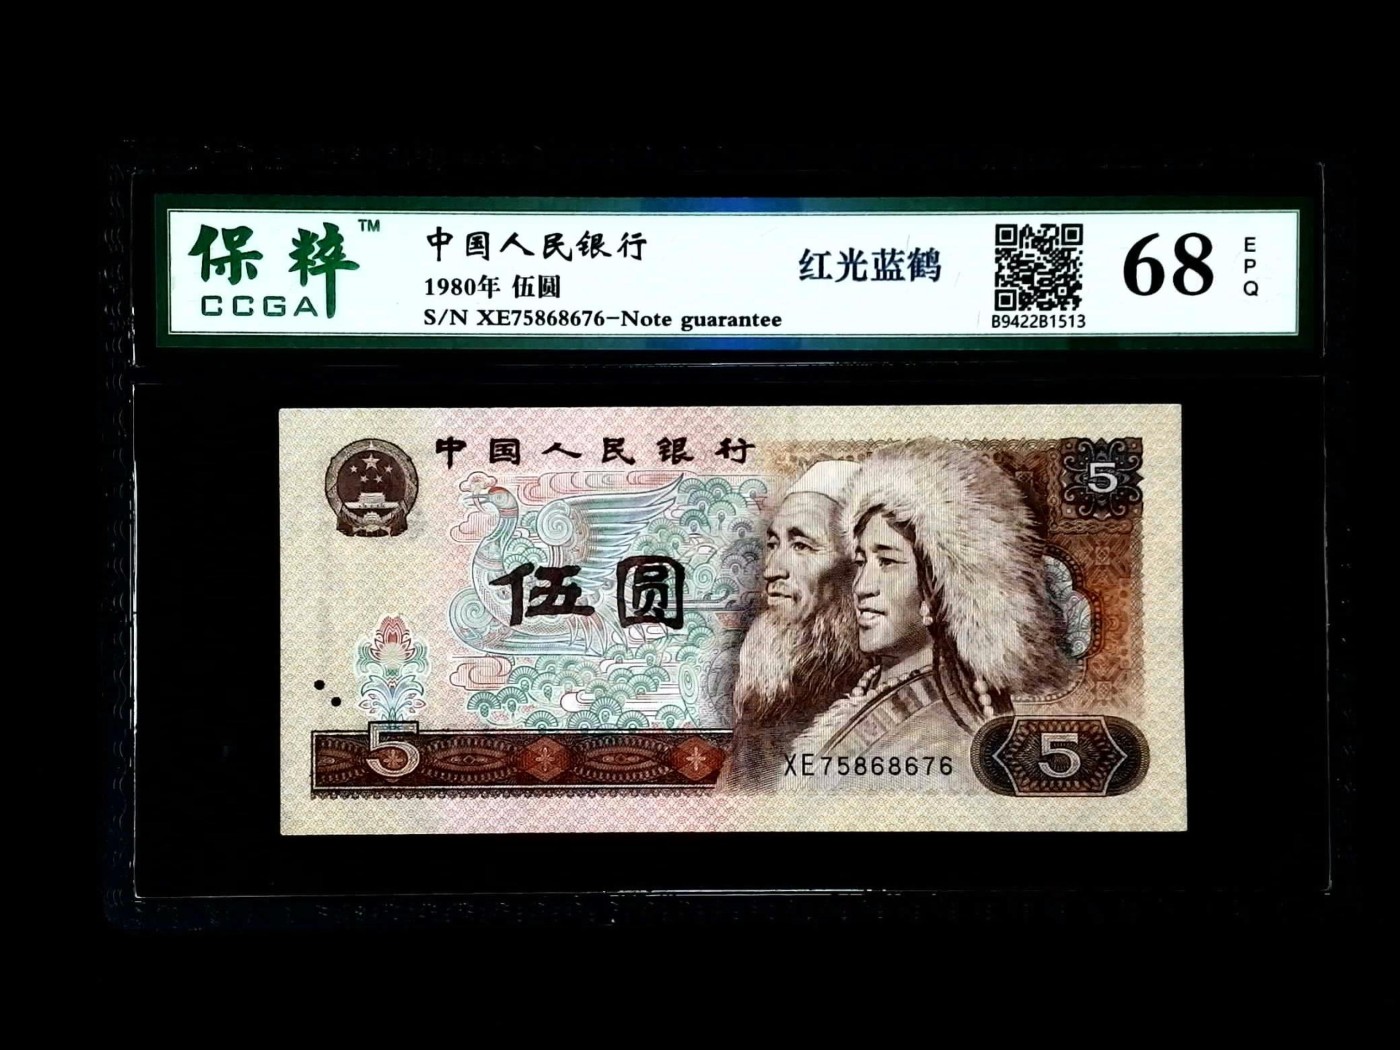 保粹™
CCGA
中国人民银行
1980年 伍圆
S/N XE75868676-Note guarantee
红光蓝鹤
B9422B1513
68
EPQ
中国人民银行
5
伍圆
5
XE75868676
5